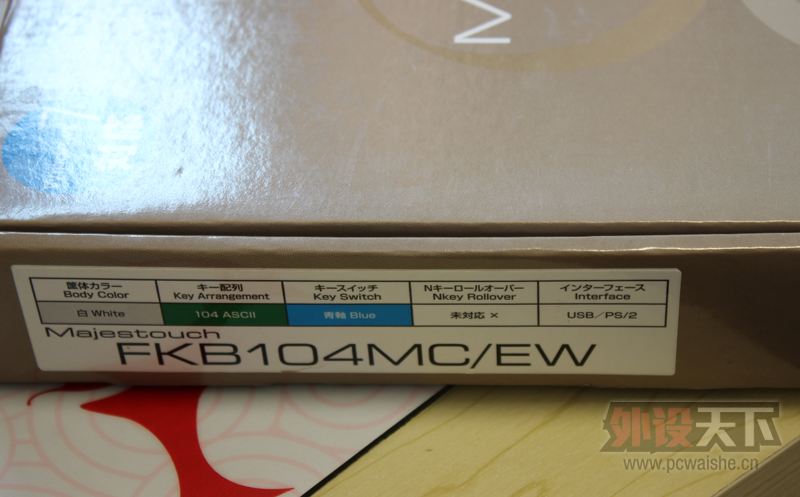 M
筐体カラー キー配列 キースイッチ Nキーロールオーバー インターフェース
Body Color Key Arrangement Key Switch Nkey Rollover Interface
白 White 104 ASCII 青軸 Blue 未対応 × USB/PS/2
Majestouch
FKB104MC/EW
外设天下
www.pcwaishe.cn